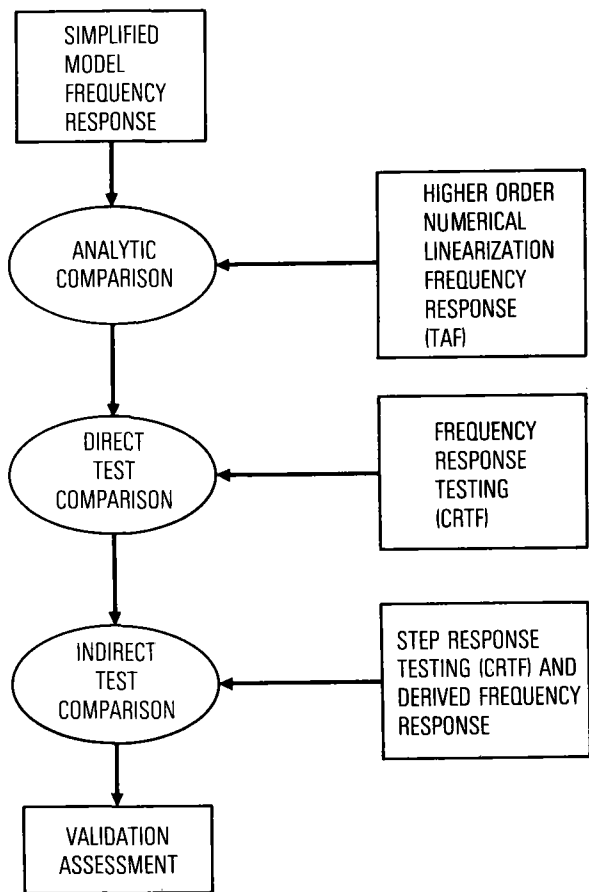 SIMPLIFIED
MODEL
FREQUENCY
RESPONSE
HIGHER ORDER
NUMERICAL
LINEARIZATION
FREQUENCY
RESPONSE
(TAF)
ANALYTIC
COMPARISON
DIRECT
TEST
COMPARISON
FREQUENCY
RESPONSE
TESTING
(CRTF)
INDIRECT
TEST
COMPARISON
STEP RESPONSE
TESTING (CRTF) AND
DERIVED FREQUENCY
RESPONSE
VALIDATION
ASSESSMENT